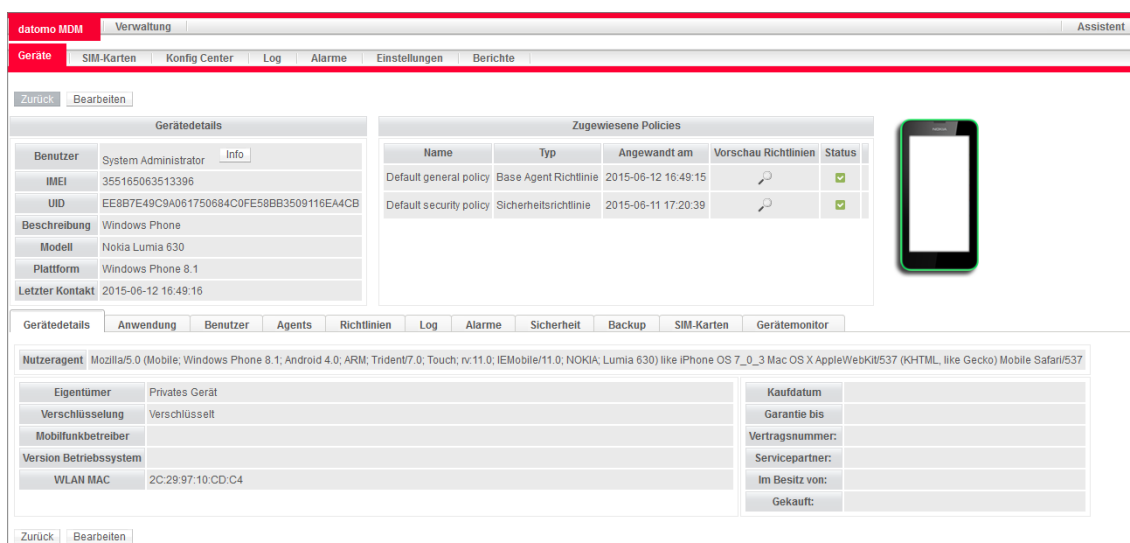 datomo MDM Verwaltung Assistent
Geräte SIM-Karten Konfig Center Log Alarme Einstellungen Berichte
Zurück Bearbeiten
Gerätedetails
Benutzer System Administrator Info
IMEI 355165063513396
UID EE8B7E49C9A061750684C0FE58BB3509116EA4CB
Beschreibung Windows Phone
Modell Nokia Lumia 630
Plattform Windows Phone 8.1
Letzter Kontakt 2015-06-12 16:49:16
Zugewiesene Policies
Name Typ Angewandt am Vorschau Richtlinien Status
Default general policy Base Agent Richtlinie 2015-06-12 16:49:15
Default security policy Sicherheitsrichtlinie 2015-06-11 17:20:39
NOKIA
Gerätedetails Anwendung Benutzer Agents Richtlinien Log Alarme Sicherheit Backup SIM-Karten Gerätemonitor
Nutzeragent Mozilla/5.0 (Mobile; Windows Phone 8.1; Android 4.0; ARM; Trident/7.0; Touch; rv:11.0; IEMobile/11.0; NOKIA; Lumia 630) like iPhone OS 7_0_3 Mac OS X AppleWebKit/537 (KHTML, like Gecko) Mobile Safari/537
Eigentümer Privates Gerät
Verschlüsselung Verschlüsselt
Mobilfunkbetreiber
Version Betriebssystem
WLAN MAC 2C:29:97:10:CD:C4
Kaufdatum
Garantie bis
Vertragsnummer:
Servicepartner:
Im Besitz von:
Gekauft:
Zurück Bearbeiten